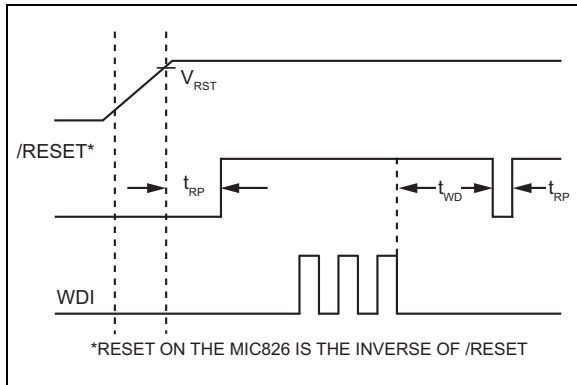 V_RST
/RESET*
t_RP
t_WD
t_RP
WDI
*RESET ON THE MIC826 IS THE INVERSE OF /RESET